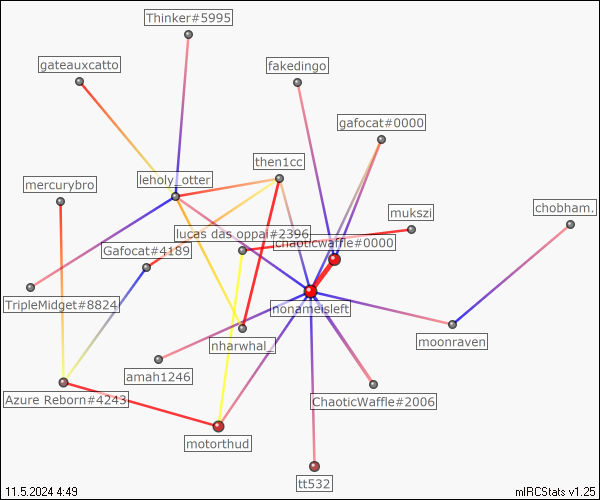 Thinker#5995
gateauxcatto
fakedingo
gafocat#0000
then1cc
leholy_otter
mercurybro
mukszi
chobham.
lucas das oppai#2396
chaoticwaffle#0000
Gafocat#4189
TripleMidget#8824
nonameisleft
nharwhal_
moonraven
amah1246
Azure Reborn#4243
ChaoticWaffle#2006
motorthud
tt532
11.5.2024 4:49
mIRCStats v1.25